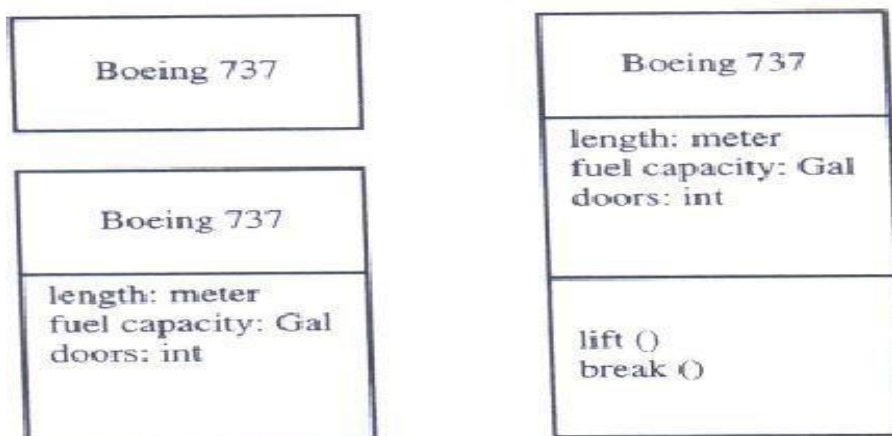 Boeing 737
Boeing 737
length: meter
fuel capacity: Gal
doors: int
Boeing 737
length: meter
fuel capacity: Gal
doors: int
lift ()
break ()